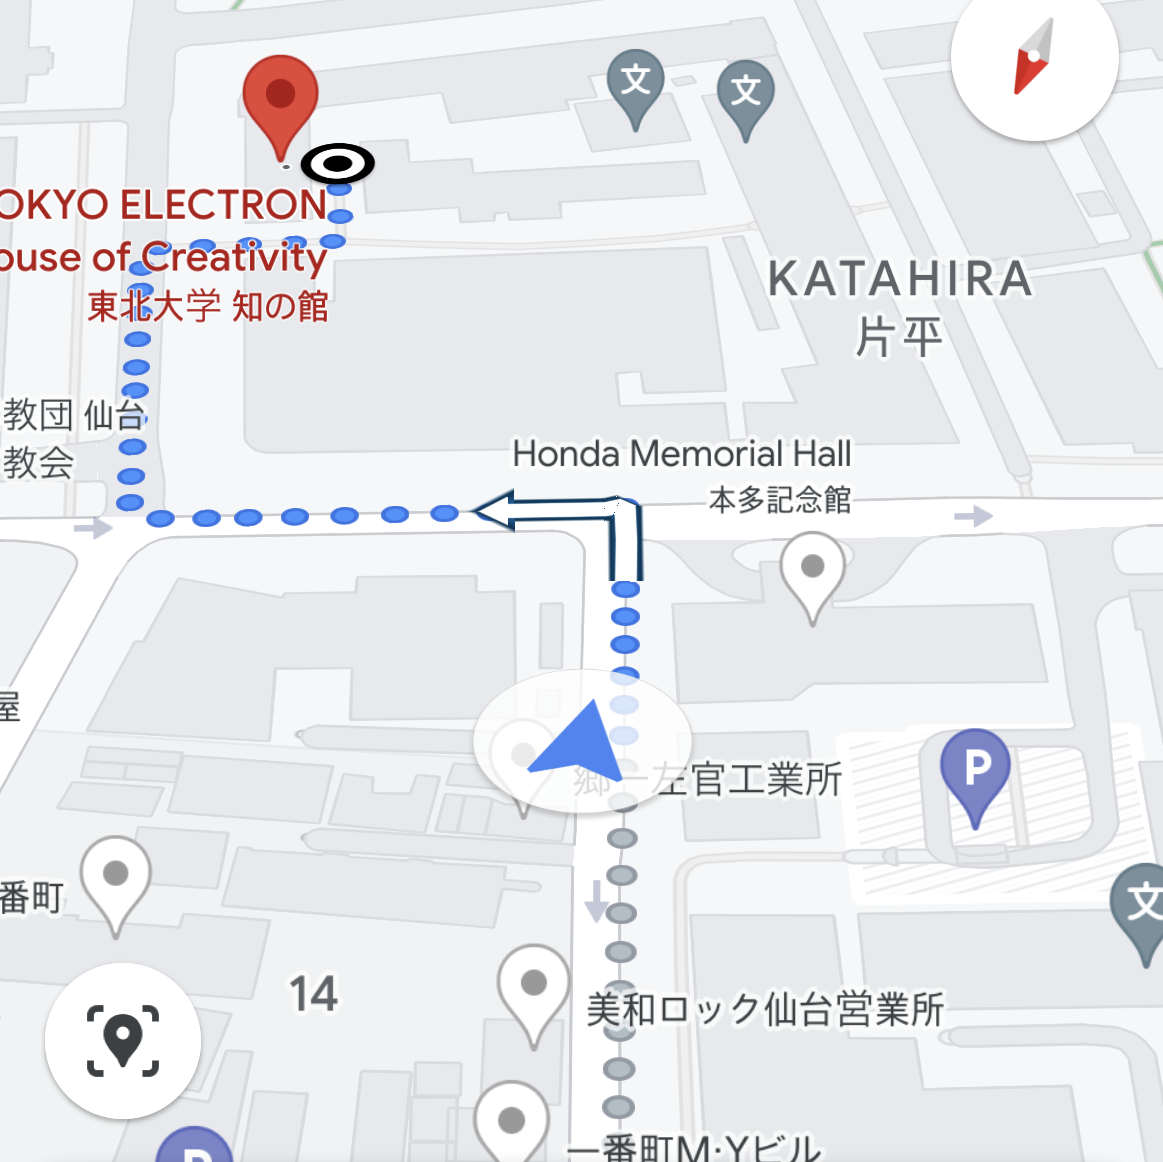 文
文
OKYO ELECTRON
ouse of Creativity
東北大学 知の館
KATAHIRA
片平
教団 仙台
教会
Honda Memorial Hall
本多記念館
屋
郷一左官工業所
P
番町
文
14
美和ロック仙台営業所
一番町M·Yビル
P